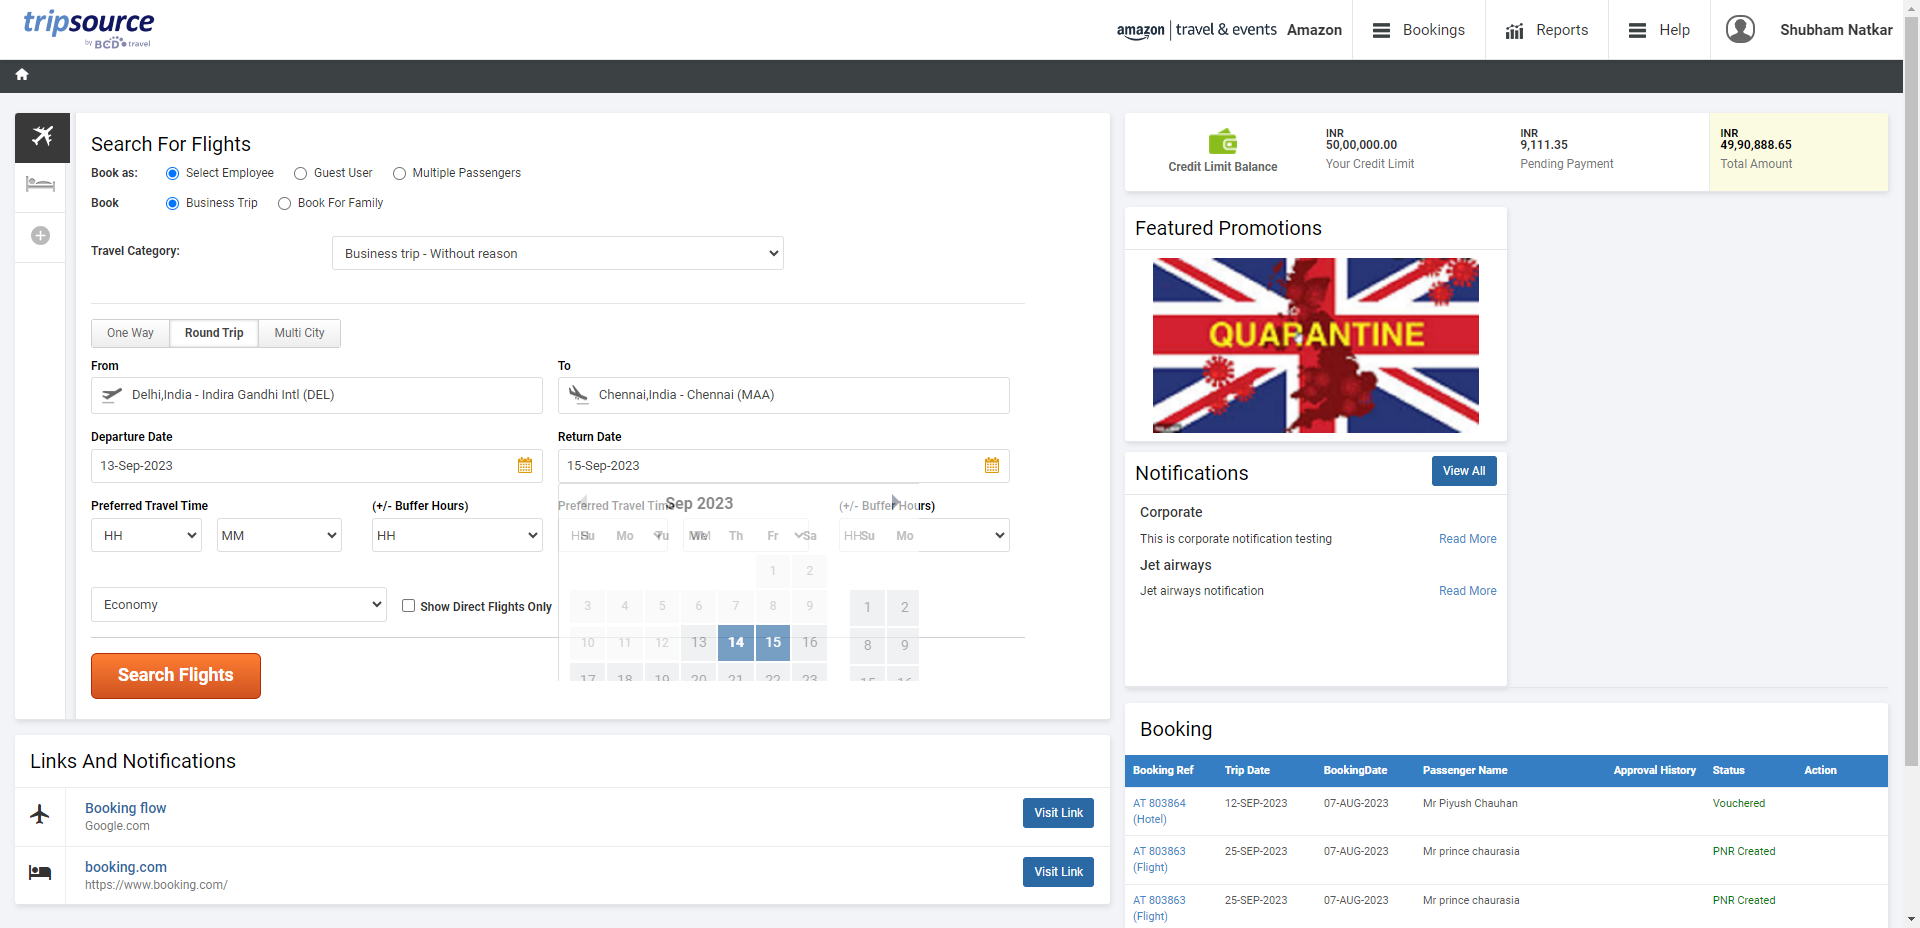 tripsource
by BCD travel
amazon | travel & events Amazon
Bookings
Reports
Help
Shubham Natkar
Search For Flights
Book as: Select Employee Guest User Multiple Passengers
Book Business Trip Book For Family
Travel Category: Business trip - Without reason
One Way Round Trip Multi City
From To
Delhi,India - Indira Gandhi Intl (DEL) Chennai,India - Chennai (MAA)
Departure Date Return Date
13-Sep-2023 15-Sep-2023
Preferred Travel Time (+/- Buffer Hours) Preferred Travel Time (+/- Buffer Hours)
HH MM HH HH MM HH
Sep 2023
Su Mo Tu We Th Fr Sa Su Mo
1 2
3 4 5 6 7 8 9 1 2
10 11 12 13 14 15 16 8 9
17 18 19 20 21 22 23 15 16
Economy Show Direct Flights Only
Search Flights
Links And Notifications
Booking flow
Google.com
Visit Link
booking.com
https://www.booking.com/
Visit Link
Credit Limit Balance
INR
50,00,000.00
Your Credit Limit
INR
9,111.35
Pending Payment
INR
49,90,888.65
Total Amount
Featured Promotions
QUARANTINE
Notifications View All
Corporate
This is corporate notification testing Read More
Jet airways
Jet airways notification Read More
Booking
Booking Ref Trip Date BookingDate Passenger Name Approval History Status Action
AT 803864 12-SEP-2023 07-AUG-2023 Mr Piyush Chauhan Vouchered
(Hotel)
AT 803863 25-SEP-2023 07-AUG-2023 Mr prince chaurasia PNR Created
(Flight)
AT 803863 25-SEP-2023 07-AUG-2023 Mr prince chaurasia PNR Created
(Flight)